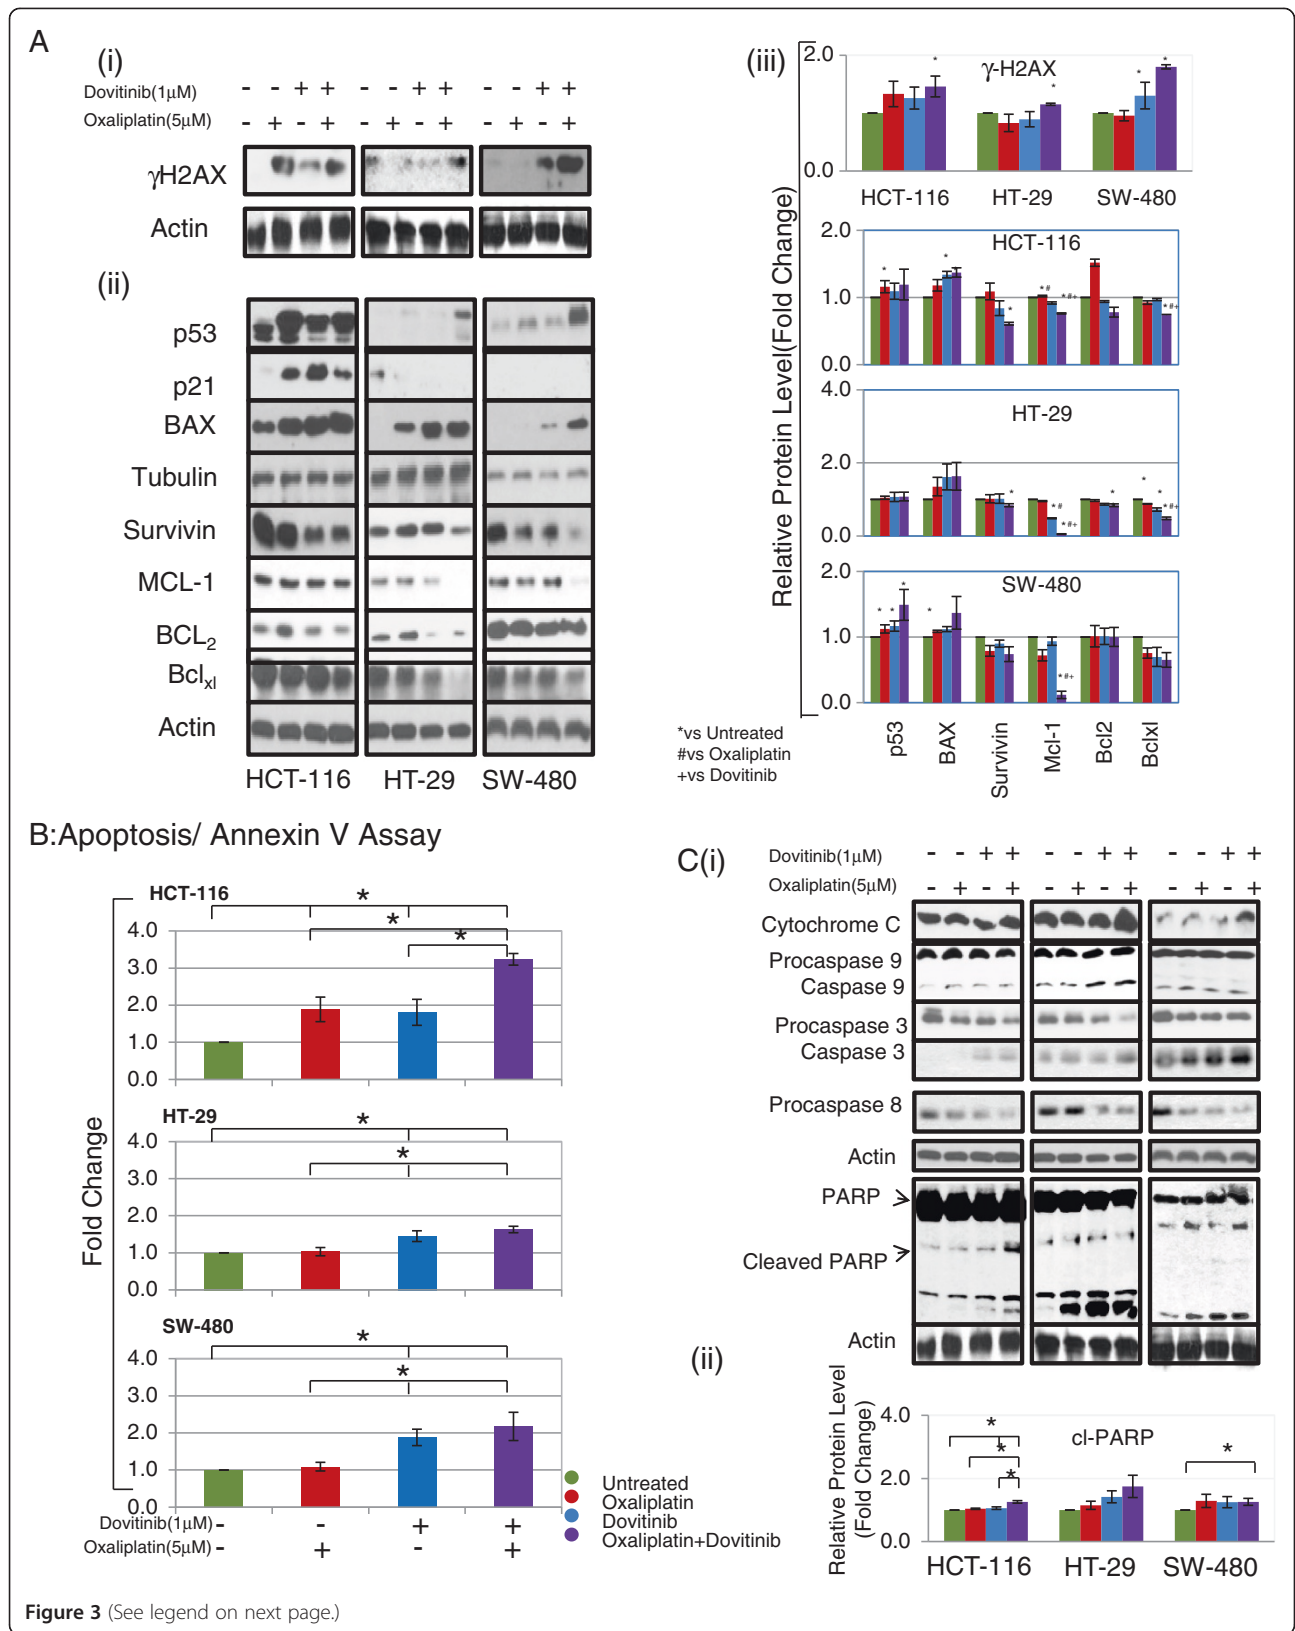 A
(i)
Dovitinib(1μM) - - + + - - + + - - + +
Oxaliplatin(5μM) - + - + - + - + - + - +
γH2AX
Actin
(ii)
p53
p21
BAX
Tubulin
Survivin
MCL-1
BCL2
Bclxl
Actin
HCT-116 HT-29 SW-480
(iii)
Relative Protein Level(Fold Change)
2.0
γ-H2AX
* * * *
0.0
HCT-116 HT-29 SW-480
2.0
HCT-116
* * * *# *#+ *#+
1.0
0.0
4.0
HT-29
2.0
* *# *#+ * * * *#+
1.0
0.0
2.0
SW-480
* * * * *#+
1.0
0.0
p53 BAX Survivin Mcl-1 Bcl2 Bclxl
*vs Untreated
#vs Oxaliplatin
+vs Dovitinib
B:Apoptosis/ Annexin V Assay
Fold Change
HCT-116
* * *
4.0
3.0
2.0
1.0
0.0
HT-29
* *
4.0
3.0
2.0
1.0
0.0
SW-480
* *
4.0
3.0
2.0
1.0
0.0
Dovitinib(1μM) - - + +
Oxaliplatin(5μM) - + - +
Untreated
Oxaliplatin
Dovitinib
Oxaliplatin+Dovitinib
C(i)
Dovitinib(1μM) - - + + - - + + - - + +
Oxaliplatin(5μM) - + - + - + - + - + - +
Cytochrome C
Procaspase 9
Caspase 9
Procaspase 3
Caspase 3
Procaspase 8
Actin
PARP
Cleaved PARP
Actin
(ii)
Relative Protein Level
(Fold Change)
4.0
cl-PARP
* * * *
2.0
0.0
HCT-116 HT-29 SW-480
Figure 3 (See legend on next page.)